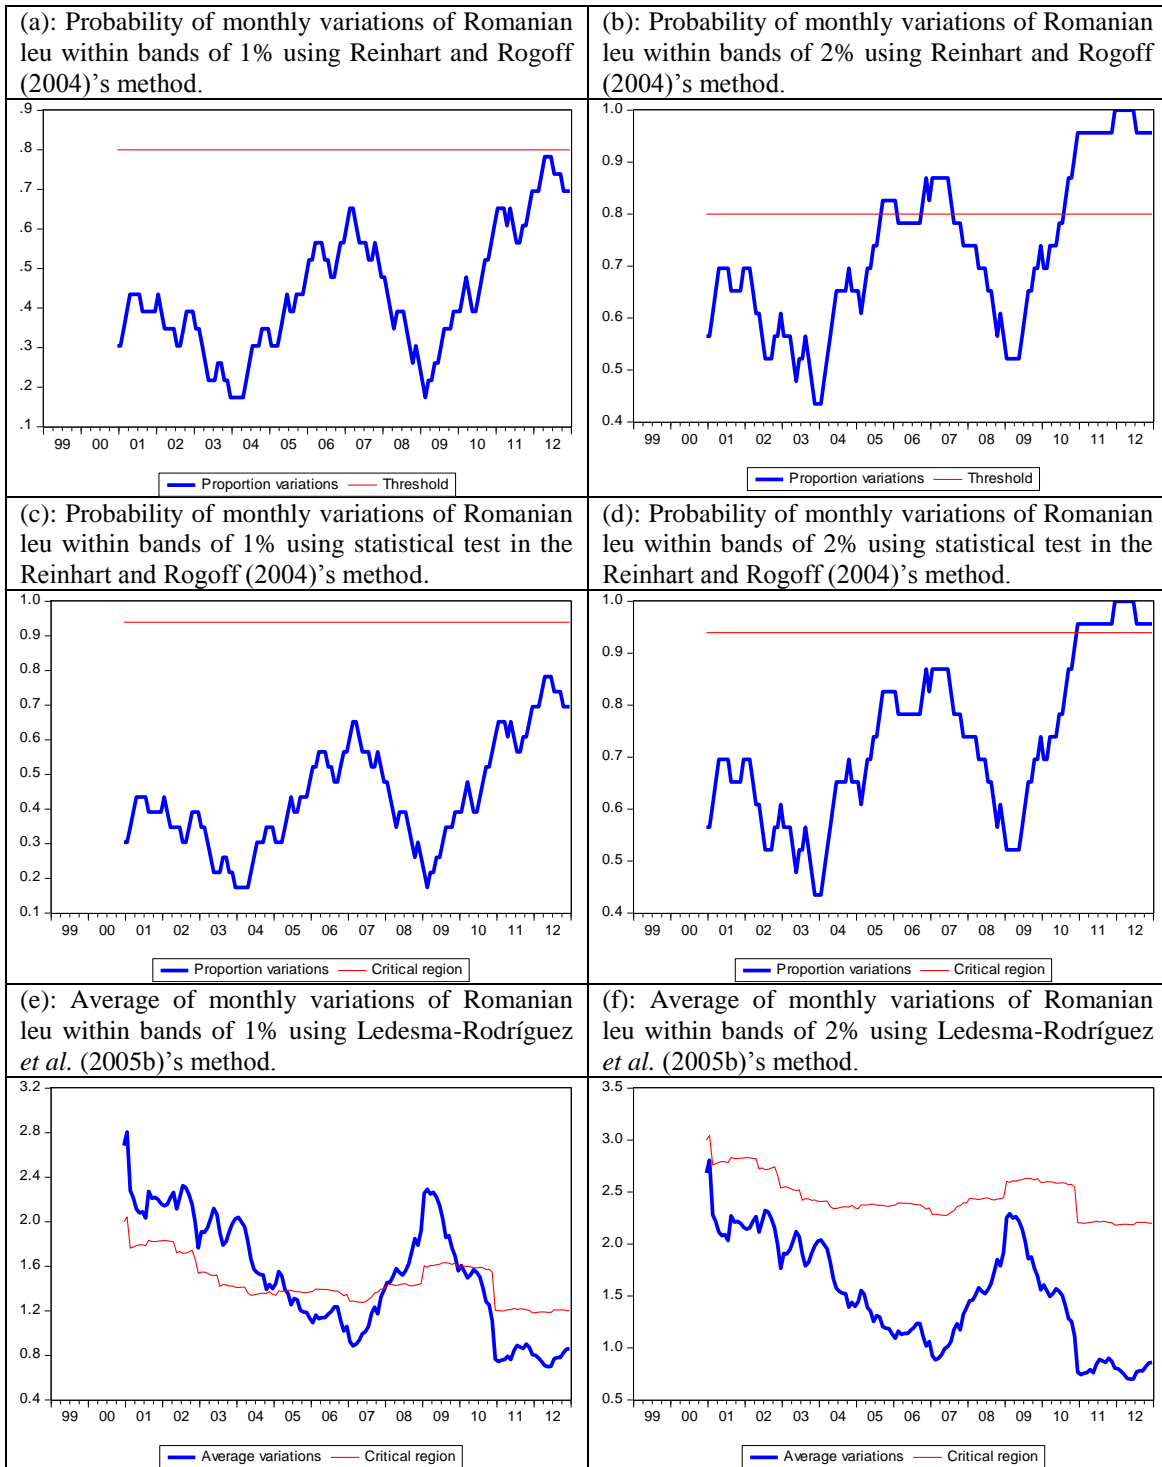 (a): Probability of monthly variations of Romanian
leu within bands of 1% using Reinhart and Rogoff
(2004)'s method.
(b): Probability of monthly variations of Romanian
leu within bands of 2% using Reinhart and Rogoff
(2004)'s method.
.9
.8
.7
.6
.5
.4
.3
.2
.1
99 00 01 02 03 04 05 06 07 08 09 10 11 12
Proportion variations Threshold
1.0
0.9
0.8
0.7
0.6
0.5
0.4
99 00 01 02 03 04 05 06 07 08 09 10 11 12
Proportion variations Threshold
(c): Probability of monthly variations of Romanian
leu within bands of 1% using statistical test in the
Reinhart and Rogoff (2004)'s method.
(d): Probability of monthly variations of Romanian
leu within bands of 2% using statistical test in the
Reinhart and Rogoff (2004)'s method.
1.0
0.9
0.8
0.7
0.6
0.5
0.4
0.3
0.2
0.1
99 00 01 02 03 04 05 06 07 08 09 10 11 12
Proportion variations Critical region
1.0
0.9
0.8
0.7
0.6
0.5
0.4
99 00 01 02 03 04 05 06 07 08 09 10 11 12
Proportion variations Critical region
(e): Average of monthly variations of Romanian
leu within bands of 1% using Ledesma-Rodríguez
et al. (2005b)'s method.
(f): Average of monthly variations of Romanian
leu within bands of 2% using Ledesma-Rodríguez
et al. (2005b)'s method.
3.2
2.8
2.4
2.0
1.6
1.2
0.8
0.4
99 00 01 02 03 04 05 06 07 08 09 10 11 12
Average variations Critical region
3.5
3.0
2.5
2.0
1.5
1.0
0.5
99 00 01 02 03 04 05 06 07 08 09 10 11 12
Average variations Critical region